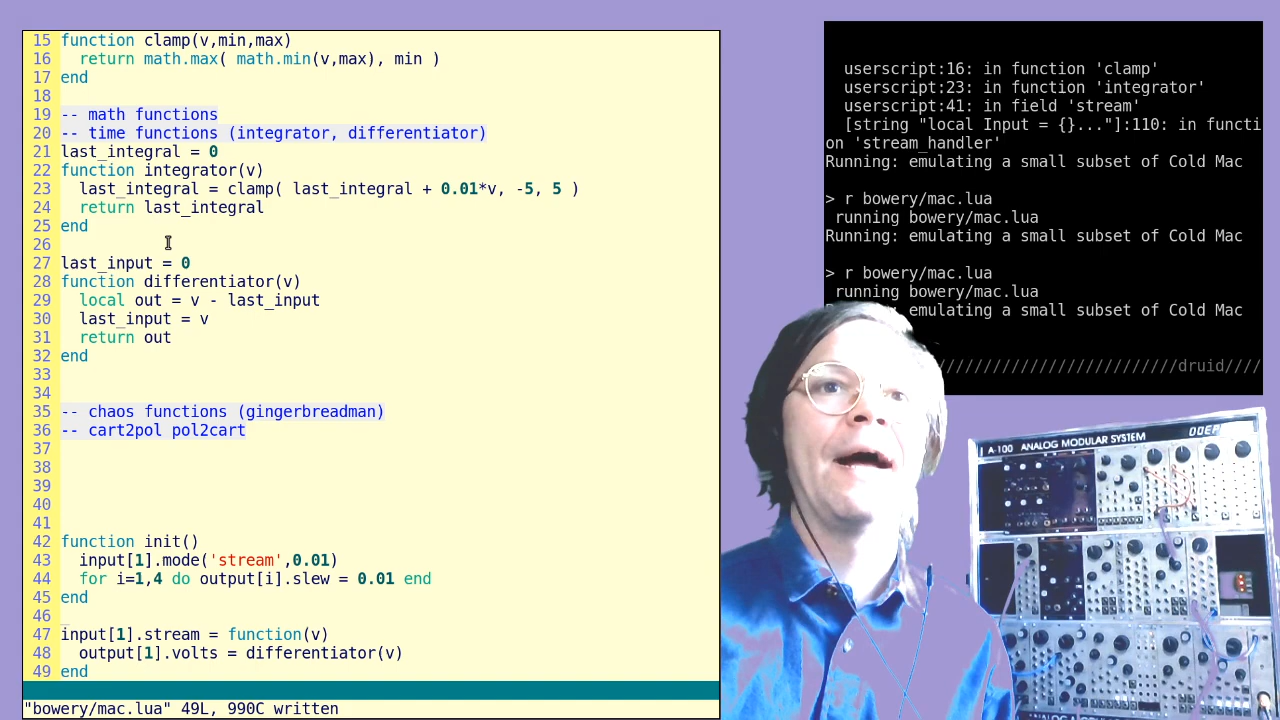 15 function clamp(v,min,max)
16   return math.max( math.min(v,max), min )
17 end
18
19 -- math functions
20 -- time functions (integrator, differentiator)
21 last_integral = 0
22 function integrator(v)
23   last_integral = clamp( last_integral + 0.01*v, -5, 5 )
24   return last_integral
25 end
26
27 last_input = 0
28 function differentiator(v)
29   local out = v - last_input
30   last_input = v
31   return out
32 end
33
34
35 -- chaos functions (gingerbreadman)
36 -- cart2pol pol2cart
37
38
39
40
41
42 function init()
43   input[1].mode('stream',0.01)
44   for i=1,4 do output[i].slew = 0.01 end
45 end
46
47 input[1].stream = function(v)
48   output[1].volts = differentiator(v)
49 end
"bowery/mac.lua" 49L, 990C written
userscript:16: in function 'clamp'
userscript:23: in function 'integrator'
userscript:41: in field 'stream'
[string "local Input = {}..."]:110: in functi
on 'stream_handler'
Running: emulating a small subset of Cold Mac
> r bowery/mac.lua
running bowery/mac.lua
Running: emulating a small subset of Cold Mac
> r bowery/mac.lua
running bowery/mac.lua
emulating a small subset of Cold Mac
//////////////////////////druid////
A-100 ANALOG MODULAR SYSTEM